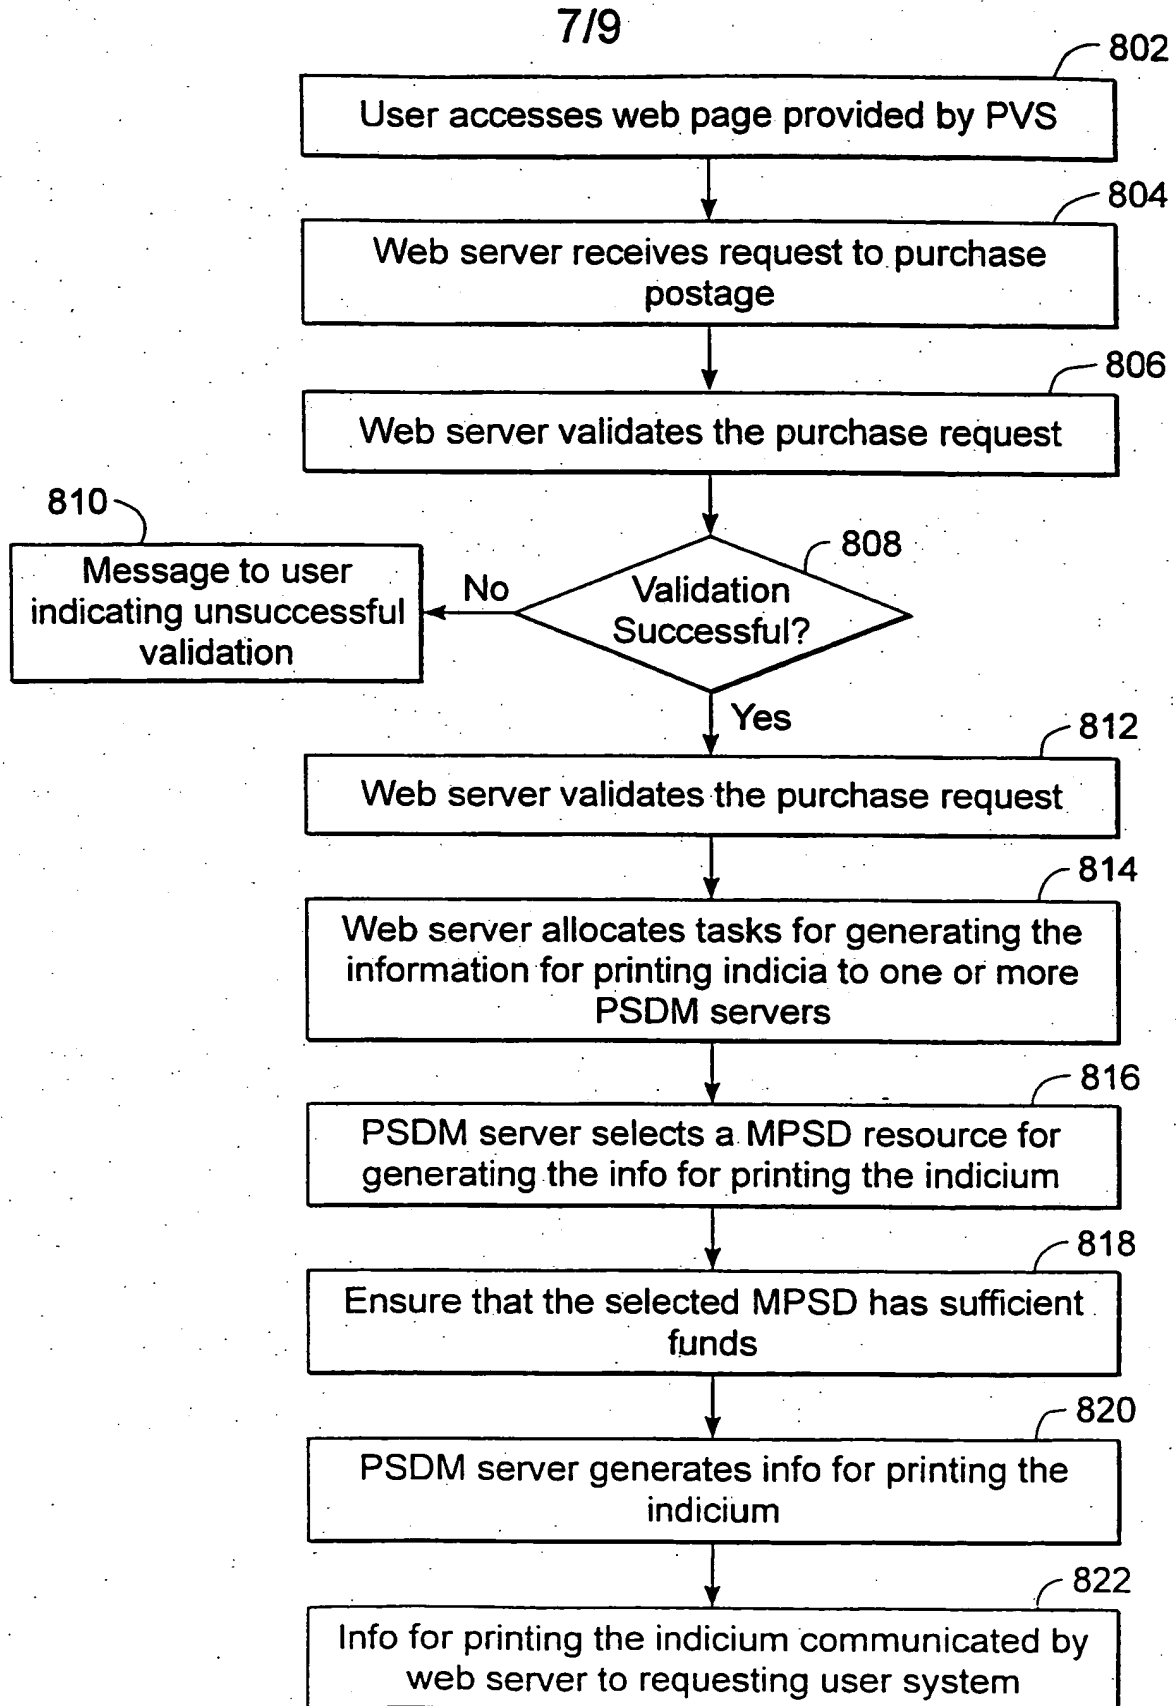 7/9
802
User accesses web page provided by PVS
804
Web server receives request to purchase
postage
806
Web server validates the purchase request
810
Message to user
indicating unsuccessful
validation
No
808
Validation
Successful?
Yes
812
Web server validates the purchase request
814
Web server allocates tasks for generating the
information for printing indicia to one or more
PSDM servers
816
PSDM server selects a MPSD resource for
generating the info for printing the indicium
818
Ensure that the selected MPSD has sufficient
funds
820
PSDM server generates info for printing the
indicium
822
Info for printing the indicium communicated by
web server to requesting user system